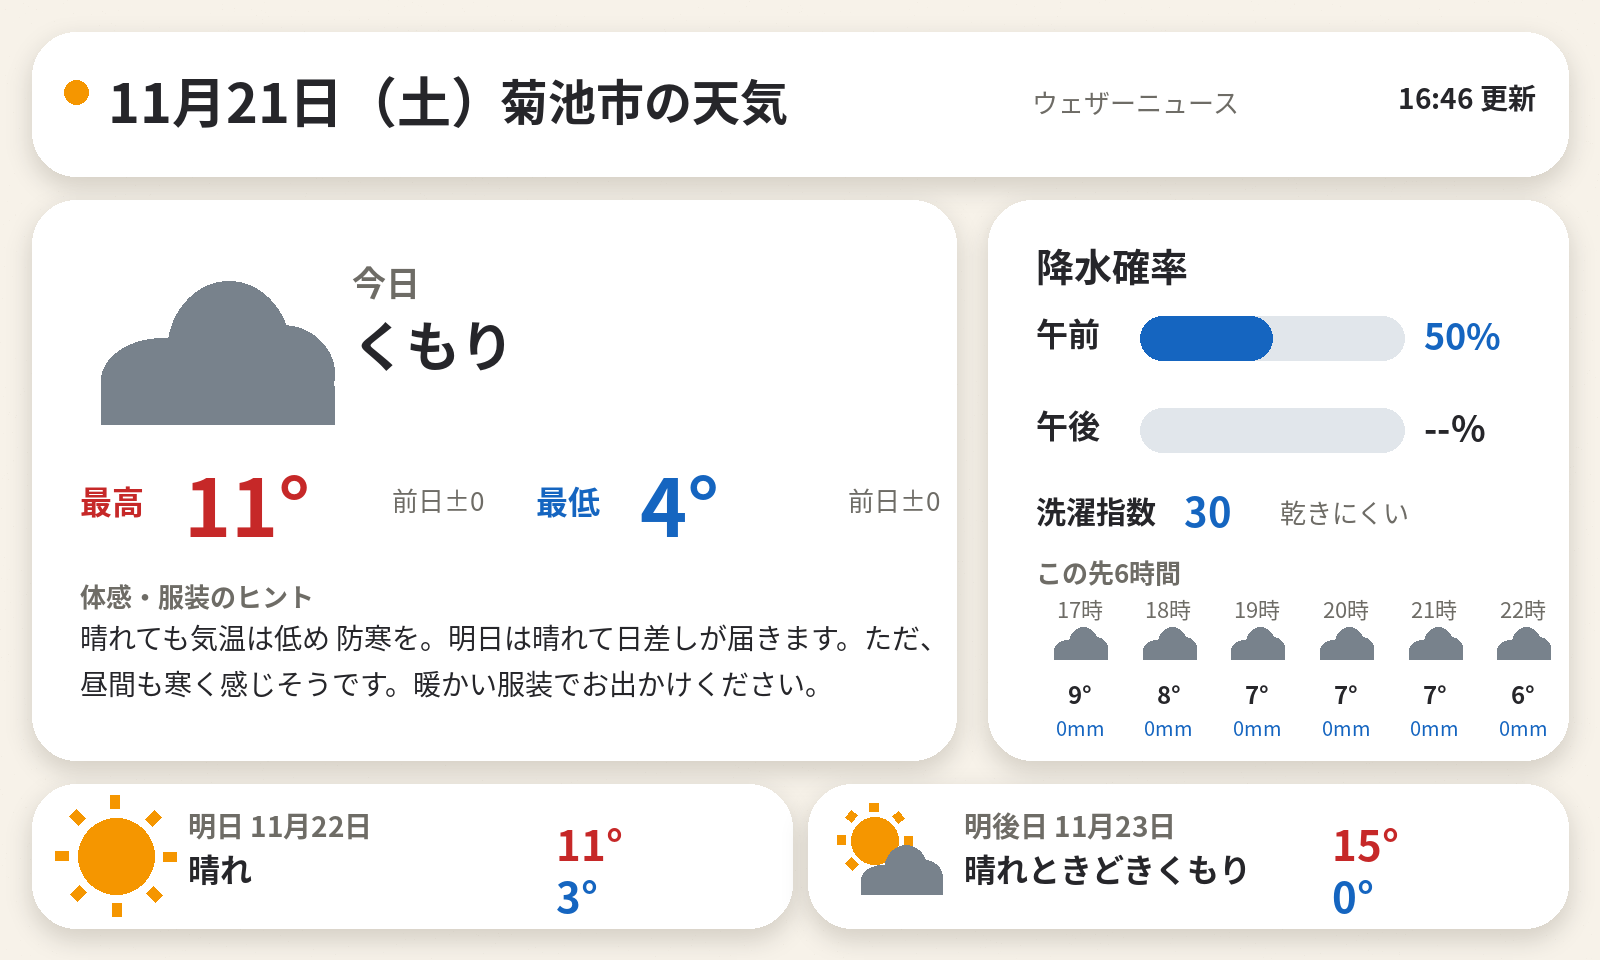 11月21日（土）菊池市の天気
ウェザーニュース
16:46 更新
今日
くもり
最高 11° 前日±0 最低 4° 前日±0
体感・服装のヒント
晴れても気温は低め 防寒を。明日は晴れて日差しが届きます。ただ、
昼間も寒く感じそうです。暖かい服装でお出かけください。
降水確率
午前 50%
午後 --%
洗濯指数 30 乾きにくい
この先6時間
17時 18時 19時 20時 21時 22時
9° 8° 7° 7° 7° 6°
0mm 0mm 0mm 0mm 0mm 0mm
明日 11月22日
晴れ
11°
3°
明後日 11月23日
晴れときどきくもり
15°
0°